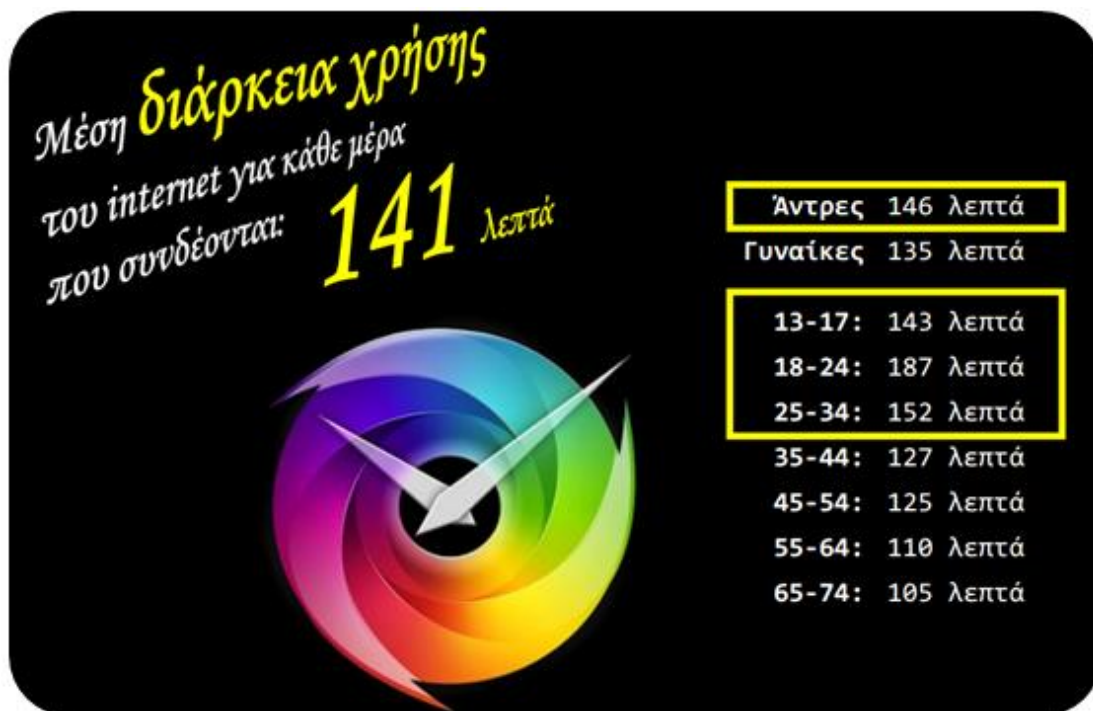 Μέση διάρκεια χρήσης
του internet για κάθε μέρα
που συνδέονται: 141 λεπτά
Άντρες 146 λεπτά
Γυναίκες 135 λεπτά
13-17: 143 λεπτά
18-24: 187 λεπτά
25-34: 152 λεπτά
35-44: 127 λεπτά
45-54: 125 λεπτά
55-64: 110 λεπτά
65-74: 105 λεπτά